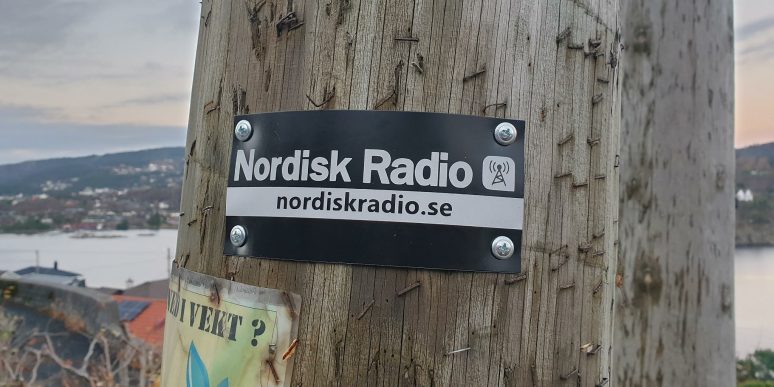 Nordisk Radio
nordiskradio.se
I VEKT ?